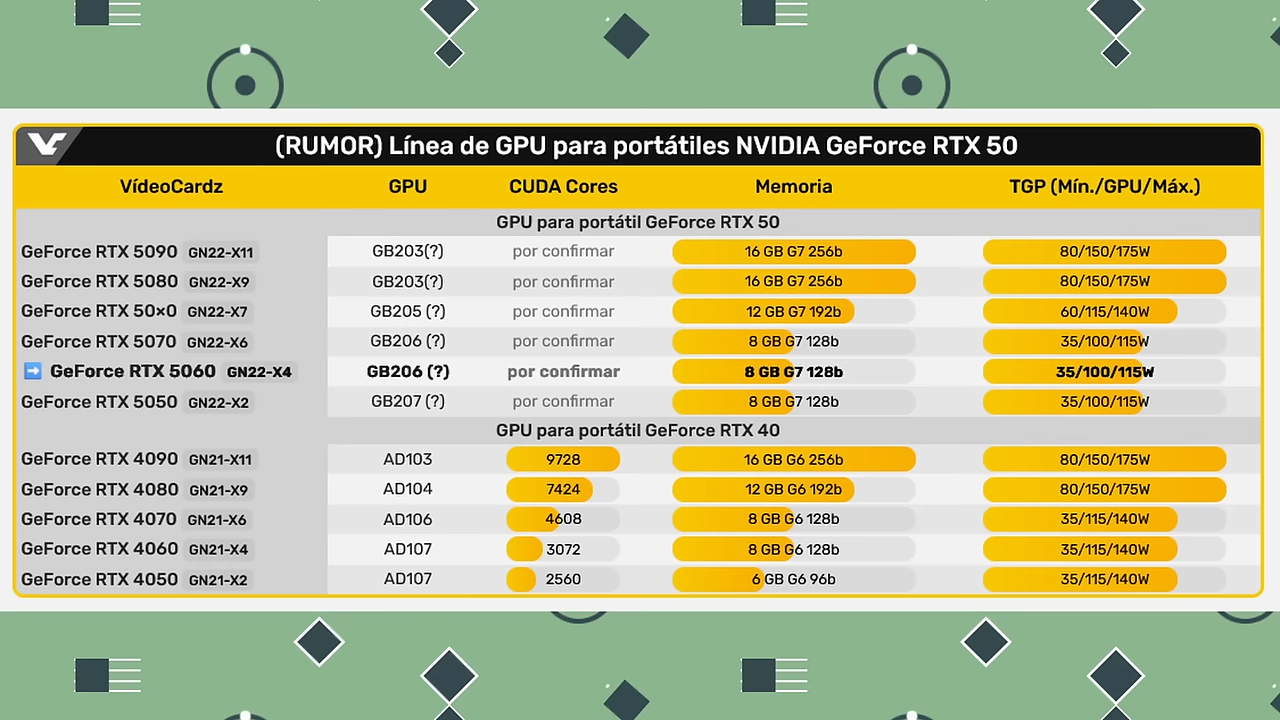 (RUMOR) Línea de GPU para portátiles NVIDIA GeForce RTX 50
VídeoCardz GPU CUDA Cores Memoria TGP (Mín./GPU/Máx.)
GPU para portátil GeForce RTX 50
GeForce RTX 5090 GN22-X11 GB203(?) por confirmar 16 GB G7 256b 80/150/175W
GeForce RTX 5080 GN22-X9 GB203(?) por confirmar 16 GB G7 256b 80/150/175W
GeForce RTX 50×0 GN22-X7 GB205 (?) por confirmar 12 GB G7 192b 60/115/140W
GeForce RTX 5070 GN22-X6 GB206 (?) por confirmar 8 GB G7 128b 35/100/115W
➡ GeForce RTX 5060 GN22-X4 GB206 (?) por confirmar 8 GB G7 128b 35/100/115W
GeForce RTX 5050 GN22-X2 GB207 (?) por confirmar 8 GB G7 128b 35/100/115W
GPU para portátil GeForce RTX 40
GeForce RTX 4090 GN21-X11 AD103 9728 16 GB G6 256b 80/150/175W
GeForce RTX 4080 GN21-X9 AD104 7424 12 GB G6 192b 80/150/175W
GeForce RTX 4070 GN21-X6 AD106 4608 8 GB G6 128b 35/115/140W
GeForce RTX 4060 GN21-X4 AD107 3072 8 GB G6 128b 35/115/140W
GeForce RTX 4050 GN21-X2 AD107 2560 6 GB G6 96b 35/115/140W